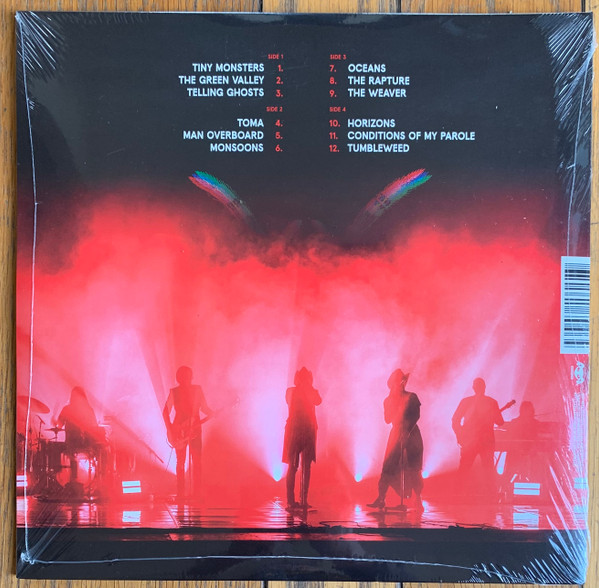 SIDE 1
TINY MONSTERS 1.
THE GREEN VALLEY 2.
TELLING GHOSTS 3.
SIDE 2
TOMA 4.
MAN OVERBOARD 5.
MONSOONS 6.
SIDE 3
7. OCEANS
8. THE RAPTURE
9. THE WEAVER
SIDE 4
10. HORIZONS
11. CONDITIONS OF MY PAROLE
12. TUMBLEWEED